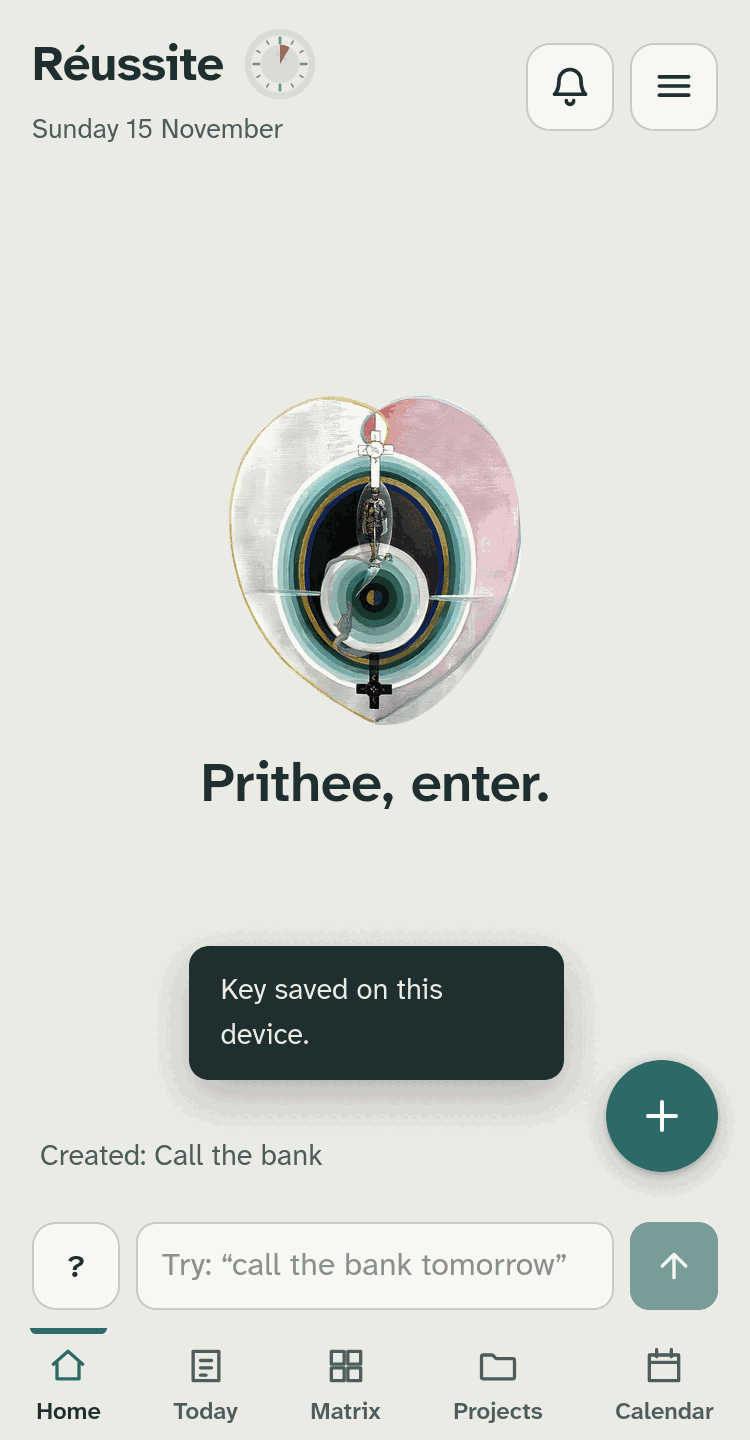 Réussite
Sunday 15 November
Prithee, enter.
Key saved on this
device.
Created: Call the bank
?
Try: “call the bank tomorrow”
Home
Today
Matrix
Projects
Calendar